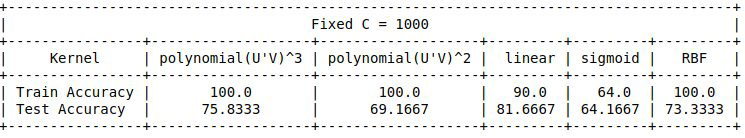 Fixed C = 1000
Kernel | polynomial(U'V)^3 | polynomial(U'V)^2 | linear | sigmoid | RBF
Train Accuracy | 100.0 | 100.0 | 90.0 | 64.0 | 100.0
Test Accuracy | 75.8333 | 69.1667 | 81.6667 | 64.1667 | 73.3333